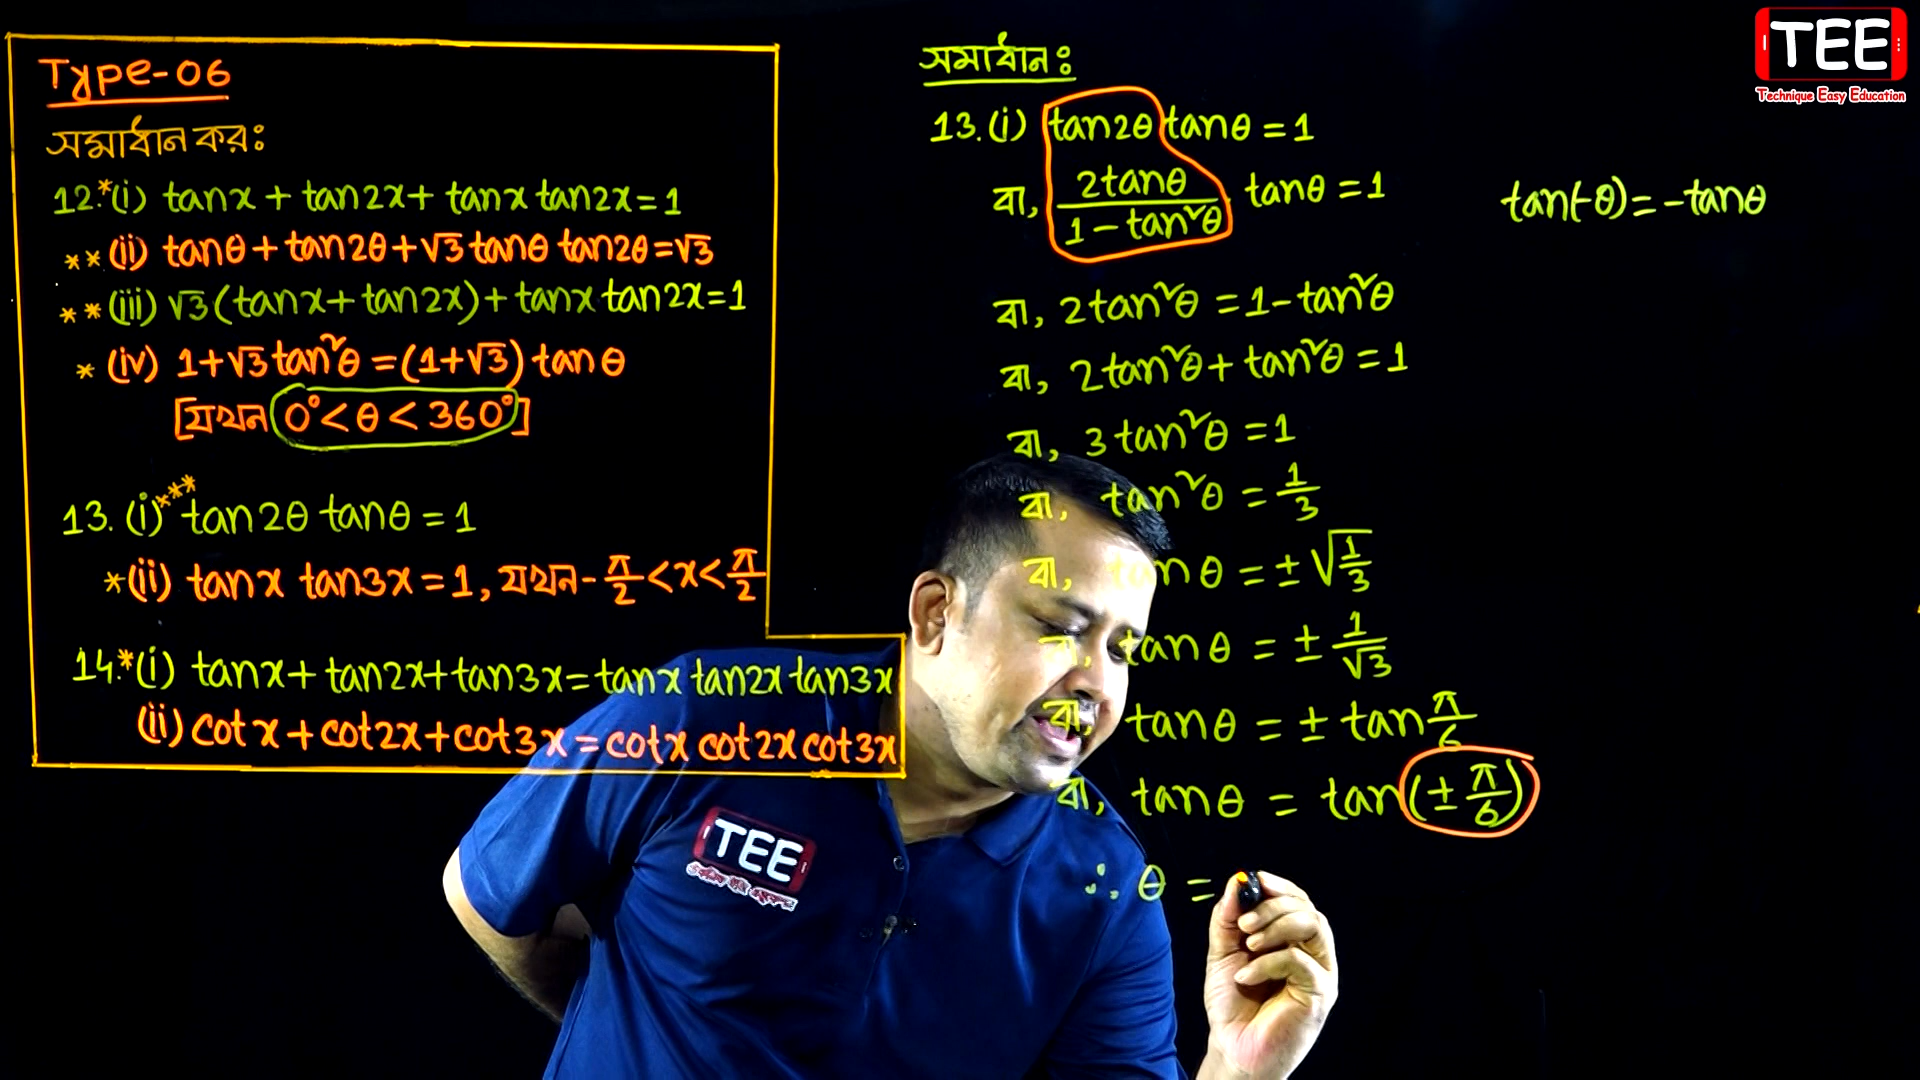 Type-06
সমাধান কর:
12.*(i) tanx + tan2x + tanx tan2x = 1
**(ii) tanθ + tan2θ + √3 tanθ tan2θ = √3
**(iii) √3 (tanx + tan2x) + tanx tan2x = 1
*(iv) 1 + √3 tan²θ = (1 + √3) tanθ
[যখন 0° < θ < 360°]
13. (i)*** tan2θ tanθ = 1
*(ii) tanx tan3x = 1, যখন - π/2 < x < π/2
14.*(i) tanx + tan2x + tan3x = tanx tan2x tan3x
(ii) cotx + cot2x + cot3x = cotx cot2x cot3x
সমাধান:
13. (i) tan2θ tanθ = 1
বা, 2tanθ / 1 - tan²θ . tanθ = 1
বা, 2tan²θ = 1 - tan²θ
বা, 2tan²θ + tan²θ = 1
বা, 3tan²θ = 1
বা, tan²θ = 1/3
বা, tanθ = ± √1/3
বা, tanθ = ± 1/√3
বা, tanθ = ± tan π/6
বা, tanθ = tan(± π/6)
∴ θ =
tan(-θ) = -tanθ
TEE
Technique Easy Education
TEE